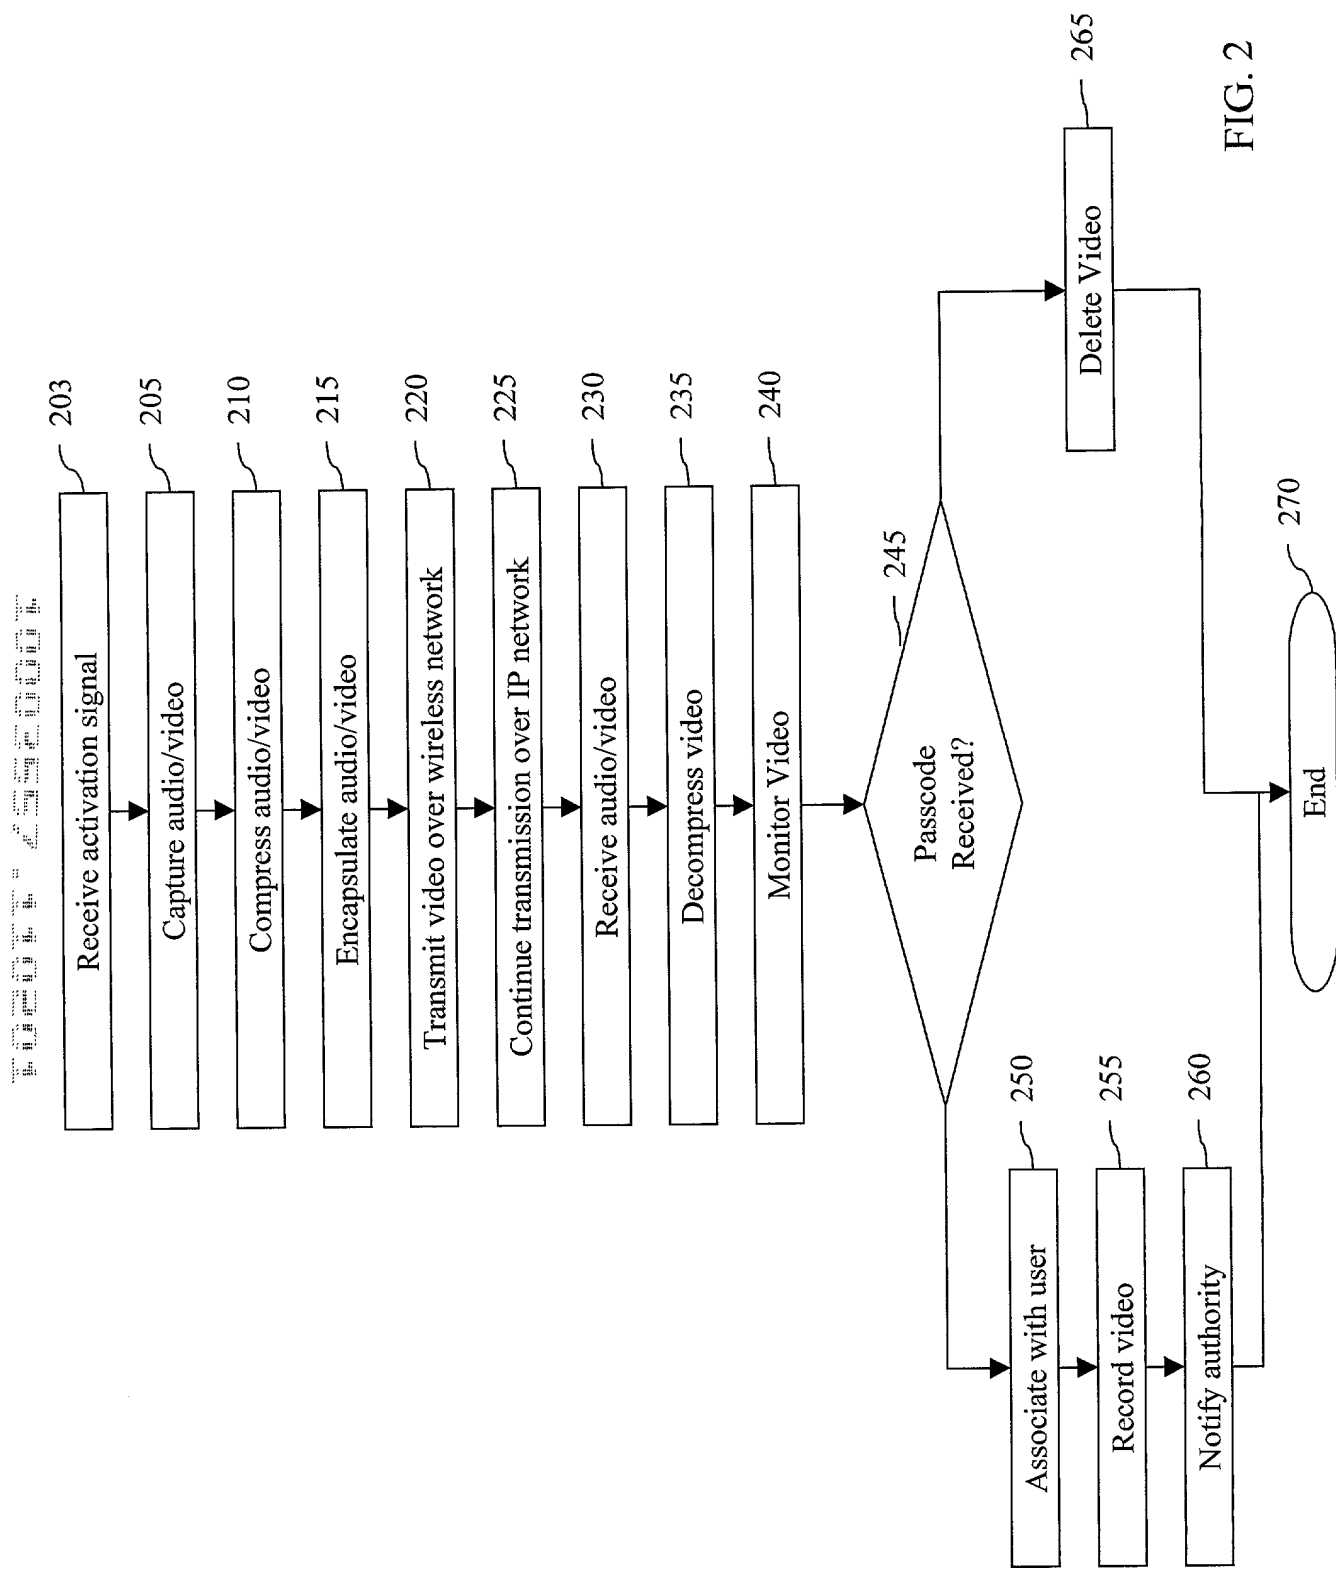 Receive activation signal
203
Capture audio/video
205
Compress audio/video
210
Encapsulate audio/video
215
Transmit video over wireless network
220
Continue transmission over IP network
225
Receive audio/video
230
Decompress video
235
Monitor Video
240
Passcode
Received?
245
Associate with user
250
Record video
255
Notify authority
260
Delete Video
265
End
270
FIG. 2